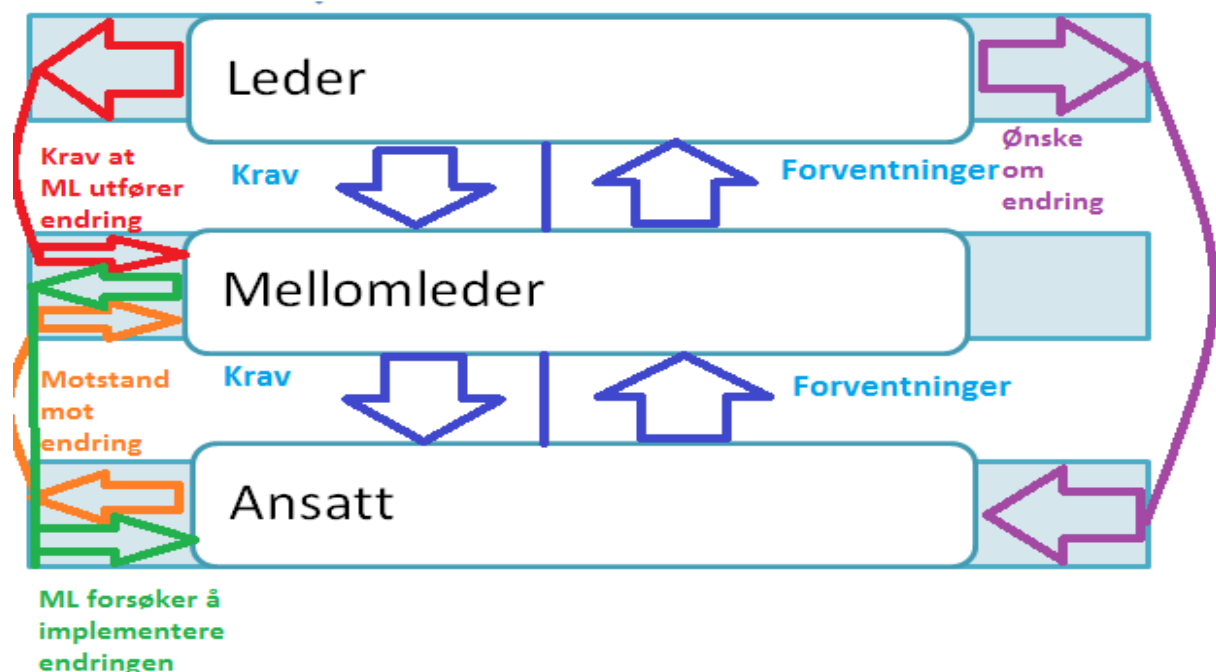 Leder
Ønske
om
endring
Krav at
ML utfører
endring
Krav
Forventninger
Mellomleder
Krav
Forventninger
Motstand
mot
endring
Ansatt
ML forsøker å
implementere
endringen